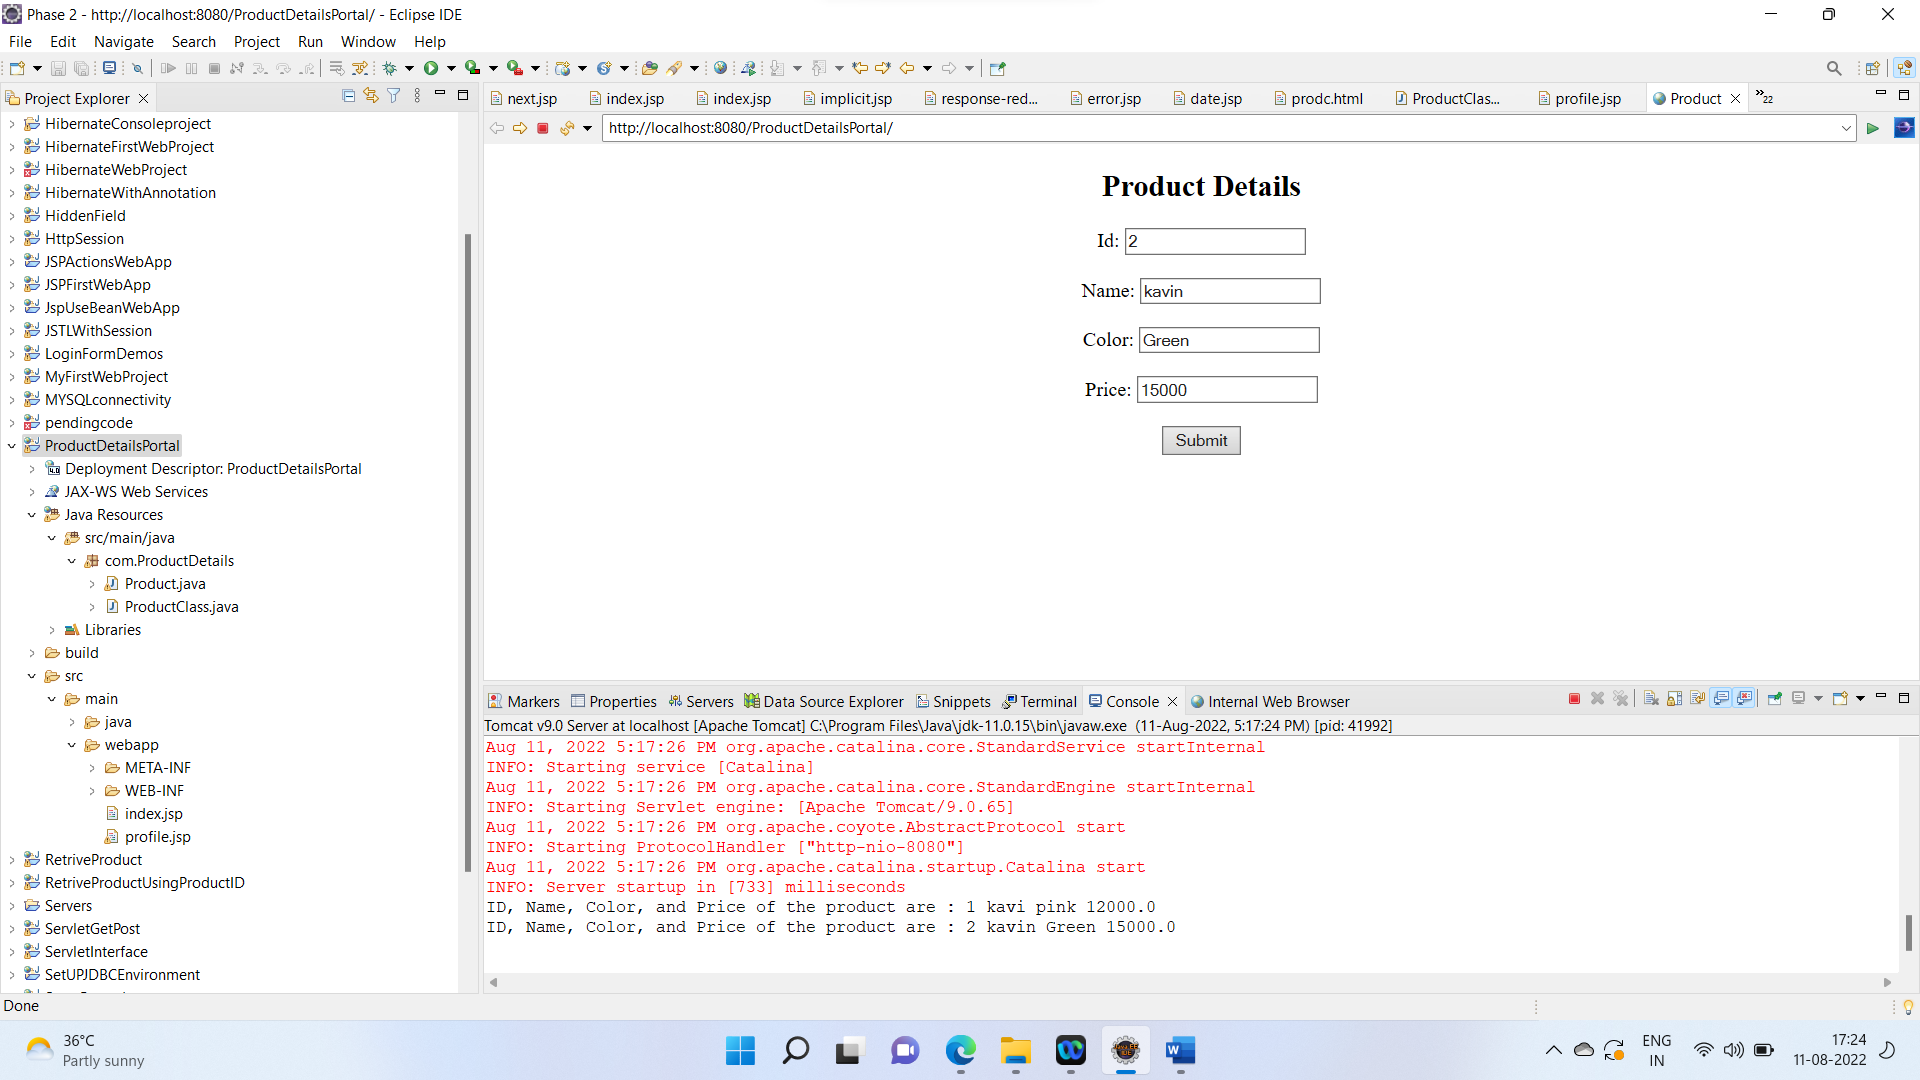 Phase 2 - http://localhost:8080/ProductDetailsPortal/ - Eclipse IDE
File Edit Navigate Search Project Run Window Help
Project Explorer
HibernateConsoleproject
HibernateFirstWebProject
HibernateWebProject
HibernateWithAnnotation
HiddenField
HttpSession
JSPActionsWebApp
JSPFirstWebApp
JspUseBeanWebApp
JSTLWithSession
LoginFormDemos
MyFirstWebProject
MYSQLconnectivity
pendingcode
ProductDetailsPortal
Deployment Descriptor: ProductDetailsPortal
JAX-WS Web Services
Java Resources
src/main/java
com.ProductDetails
Product.java
ProductClass.java
Libraries
build
src
main
java
webapp
META-INF
WEB-INF
index.jsp
profile.jsp
RetriveProduct
RetriveProductUsingProductID
Servers
ServletGetPost
ServletInterface
SetUPJDBCEnvironment
next.jsp index.jsp index.jsp implicit.jsp response-red... error.jsp date.jsp prodc.html ProductClas... profile.jsp Product »22
http://localhost:8080/ProductDetailsPortal/
Product Details
Id: 2
Name: kavin
Color: Green
Price: 15000
Submit
Markers Properties Servers Data Source Explorer Snippets Terminal Console Internal Web Browser
Tomcat v9.0 Server at localhost [Apache Tomcat] C:\Program Files\Java\jdk-11.0.15\bin\javaw.exe (11-Aug-2022, 5:17:24 PM) [pid: 41992]
Aug 11, 2022 5:17:26 PM org.apache.catalina.core.StandardService startInternal
INFO: Starting service [Catalina]
Aug 11, 2022 5:17:26 PM org.apache.catalina.core.StandardEngine startInternal
INFO: Starting Servlet engine: [Apache Tomcat/9.0.65]
Aug 11, 2022 5:17:26 PM org.apache.coyote.AbstractProtocol start
INFO: Starting ProtocolHandler ["http-nio-8080"]
Aug 11, 2022 5:17:26 PM org.apache.catalina.startup.Catalina start
INFO: Server startup in [733] milliseconds
ID, Name, Color, and Price of the product are : 1 kavi pink 12000.0
ID, Name, Color, and Price of the product are : 2 kavin Green 15000.0
Done
36°C
Partly sunny
ENG
IN
17:24
11-08-2022